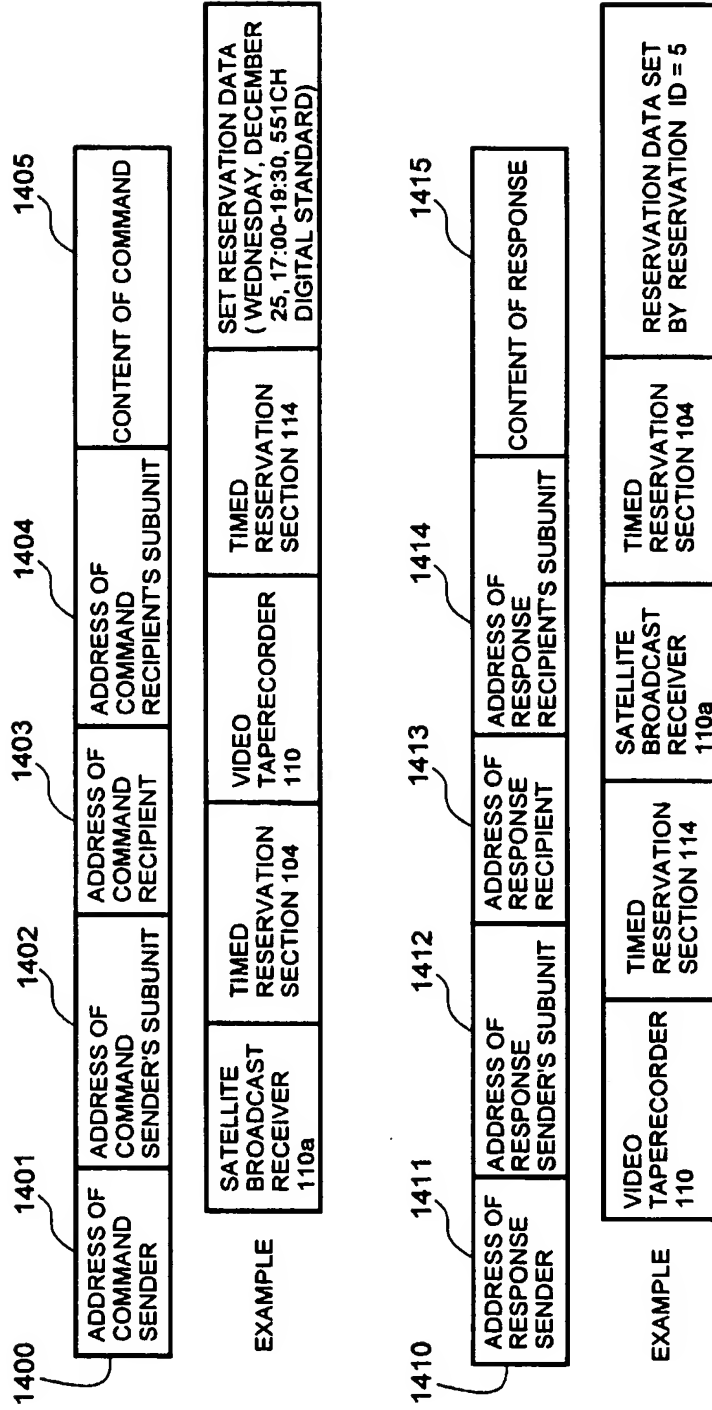 1400
1401
ADDRESS OF
COMMAND
SENDER
1402
ADDRESS OF
COMMAND
SENDER'S SUBUNIT
1403
ADDRESS OF
COMMAND
RECIPIENT
1404
ADDRESS OF
COMMAND
RECIPIENT'S SUBUNIT
1405
CONTENT OF COMMAND
EXAMPLE
SATELLITE
BROADCAST
RECEIVER
110a
TIMED
RESERVATION
SECTION 104
VIDEO
TAPERECORDER
110
TIMED
RESERVATION
SECTION 114
SET RESERVATION DATA
( WEDNESDAY, DECEMBER
25, 17:00-19:30, 551CH
DIGITAL STANDARD)
1410
1411
ADDRESS OF
RESPONSE
SENDER
1412
ADDRESS OF
RESPONSE
SENDER'S SUBUNIT
1413
ADDRESS OF
RESPONSE
RECIPIENT
1414
ADDRESS OF
RESPONSE
RECIPIENT'S SUBUNIT
1415
CONTENT OF RESPONSE
EXAMPLE
VIDEO
TAPERECORDER
110
TIMED
RESERVATION
SECTION 114
SATELLITE
BROADCAST
RECEIVER
110a
TIMED
RESERVATION
SECTION 104
RESERVATION DATA SET
BY RESERVATION ID = 5